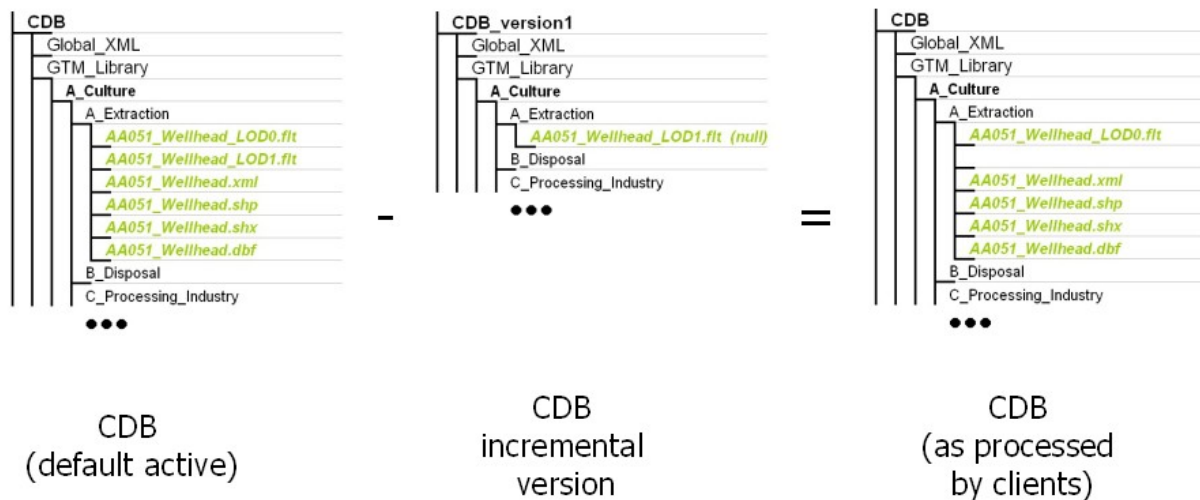 CDB
Global_XML
GTM_Library
A_Culture
A_Extraction
AA051_Wellhead_LOD0.flt
AA051_Wellhead_LOD1.flt
AA051_Wellhead.xml
AA051_Wellhead.shp
AA051_Wellhead.shx
AA051_Wellhead.dbf
B_Disposal
C_Processing_Industry
●●●
CDB
(default active)
-
CDB_version1
Global_XML
GTM_Library
A_Culture
A_Extraction
AA051_Wellhead_LOD1.flt (null)
B_Disposal
C_Processing_Industry
●●●
CDB
incremental
version
=
CDB
Global_XML
GTM_Library
A_Culture
A_Extraction
AA051_Wellhead_LOD0.flt
AA051_Wellhead.xml
AA051_Wellhead.shp
AA051_Wellhead.shx
AA051_Wellhead.dbf
B_Disposal
C_Processing_Industry
●●●
CDB
(as processed
by clients)